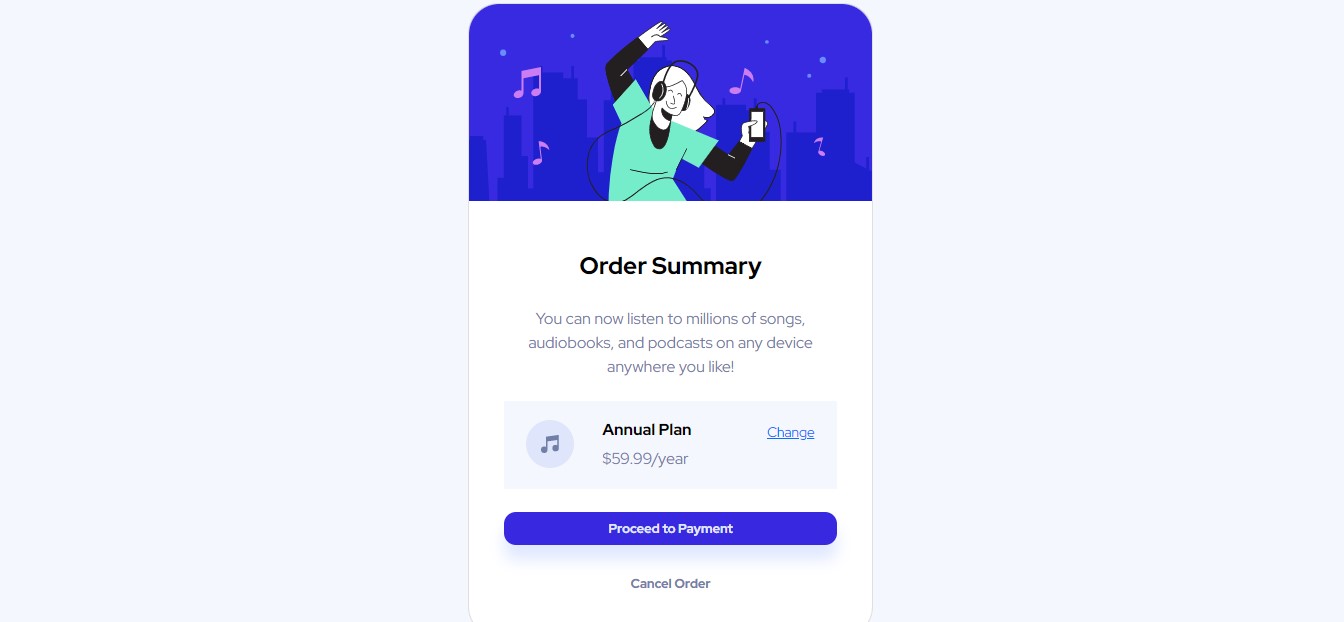 Order Summary
You can now listen to millions of songs,
audiobooks, and podcasts on any device
anywhere you like!
Annual Plan
Change
$59.99/year
Proceed to Payment
Cancel Order